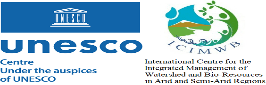 unesco
Centre
Under the auspices
of UNESCO
ICIMWB
International Centre for the
Integrated Management of
Watershed and Bio-Resources
in Arid and Semi-Arid Regions